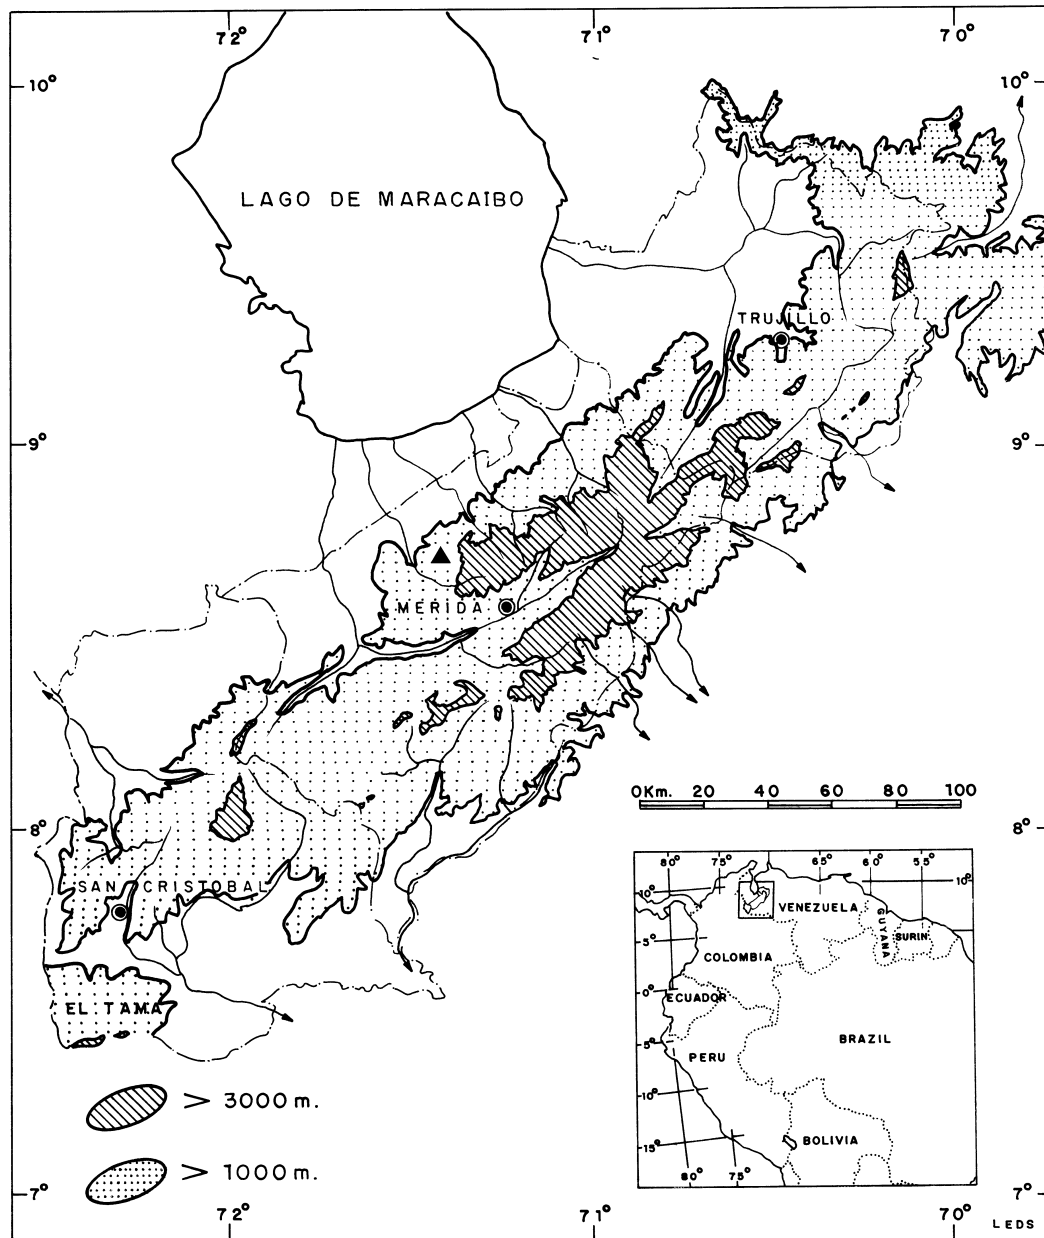 72° 71° 70°
10° 10°
LAGO DE MARACAIBO
TRUJILLO
9° 9°
MERIDA
0Km. 20 40 60 80 100
8° 8°
SAN CRISTOBAL
EL TAMA
> 3000 m.
> 1000 m.
7° 7°
72° 71° 70°
LEDS
80° 75° 65° 60° 55°
10° 10°
VENEZUELA
GUYANA
SURIN
5°
COLOMBIA
0°
ECUADOR
BRAZIL
5°
PERU
10°
BOLIVIA
15°
80° 75°